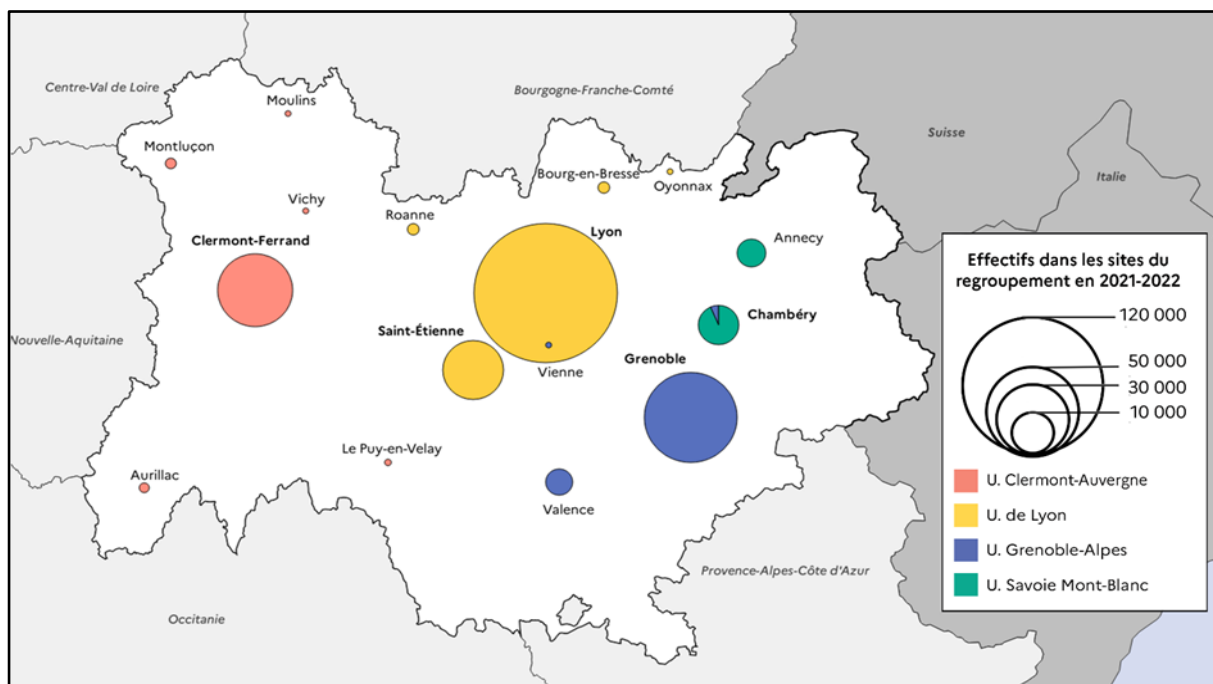 Centre-Val de Loire
Moulins
Bourgogne-Franche-Comté
Suisse
Italie
Montluçon
Bourg-en-Bresse
Oyonnax
Vichy
Roanne
Clermont-Ferrand
Lyon
Annecy
Saint-Étienne
Chambéry
Nouvelle-Aquitaine
Grenoble
Vienne
Le Puy-en-Velay
Aurillac
Valence
Provence-Alpes-Côte d'Azur
Occitanie
Effectifs dans les sites du
regroupement en 2021-2022
120 000
50 000
30 000
10 000
U. Clermont-Auvergne
U. de Lyon
U. Grenoble-Alpes
U. Savoie Mont-Blanc